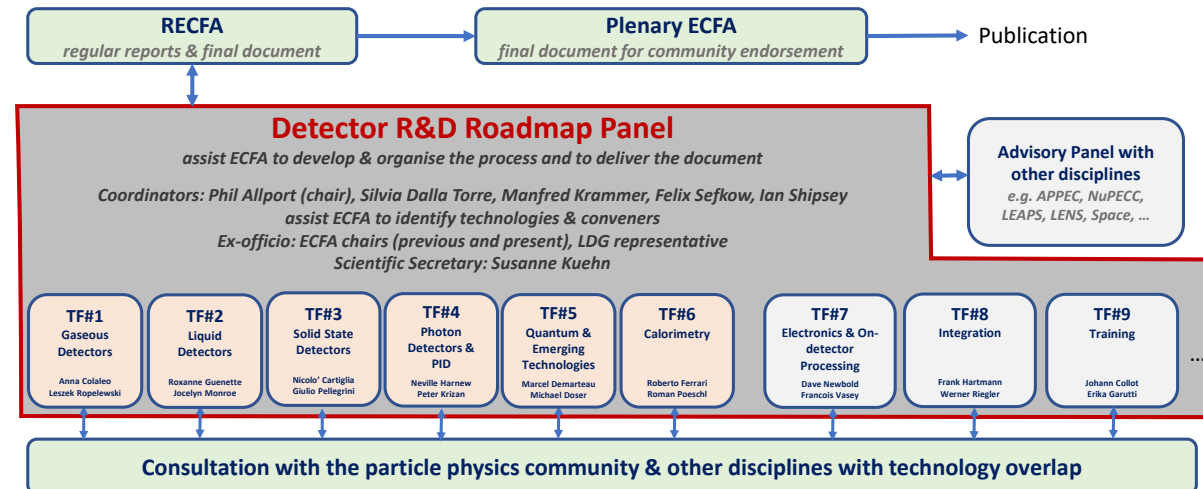 RECFA
regular reports & final document
Plenary ECFA
final document for community endorsement
Publication
Detector R&D Roadmap Panel
assist ECFA to develop & organise the process and to deliver the document
Coordinators: Phil Allport (chair), Silvia Dalla Torre, Manfred Krammer, Felix Sefkow, Ian Shipsey
assist ECFA to identify technologies & conveners
Ex-officio: ECFA chairs (previous and present), LDG representative
Scientific Secretary: Susanne Kuehn
Advisory Panel with
other disciplines
e.g. APPEC, NuPECC,
LEAPS, LENS, Space, …
TF#1
Gaseous
Detectors
Anna Colaleo
Leszek Ropelewski
TF#2
Liquid
Detectors
Roxanne Guenette
Jocelyn Monroe
TF#3
Solid State
Detectors
Nicolo' Cartiglia
Giulio Pellegrini
TF#4
Photon
Detectors &
PID
Neville Harnew
Peter Krizan
TF#5
Quantum &
Emerging
Technologies
Marcel Demarteau
Michael Doser
TF#6
Calorimetry
Roberto Ferrari
Roman Poeschl
TF#7
Electronics & On-
detector
Processing
Dave Newbold
Francois Vasey
TF#8
Integration
Frank Hartmann
Werner Riegler
TF#9
Training
Johann Collot
Erika Garutti
…
Consultation with the particle physics community & other disciplines with technology overlap